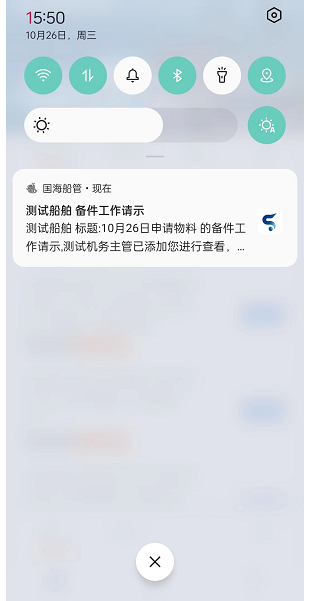 15:50
10月26日，周三
A
国海船管・现在
测试船舶 备件工作请示
测试船舶 标题:10月26日申请物料 的备件工
作请示,测试机务主管已添加您进行查看，…